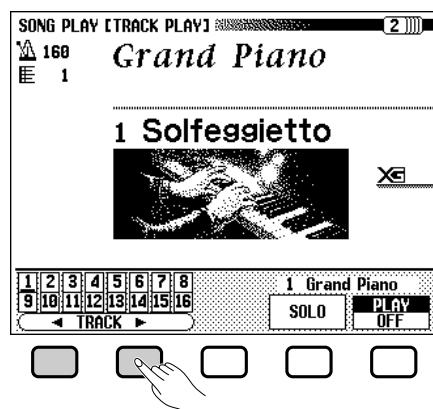 SONG PLAY [TRACK PLAY] 2
160
1
Grand Piano
1 Solfeggietto
XG
1 2 3 4 5 6 7 8
9 10 11 12 13 14 15 16
◄ TRACK ►
1 Grand Piano
SOLO
PLAY
OFF